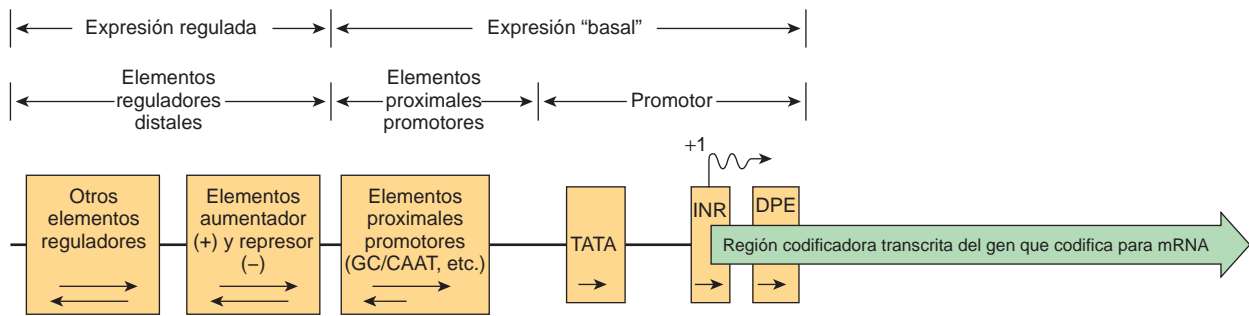 Expresión regulada
Expresión “basal”
Elementos
reguladores
distales
Elementos
proximales
promotores
Promotor
+1
Otros
elementos
reguladores
Elementos
aumentador
(+) y represor
(–)
Elementos
proximales
promotores
(GC/CAAT, etc.)
TATA
INR
DPE
Región codificadora transcrita del gen que codifica para mRNA